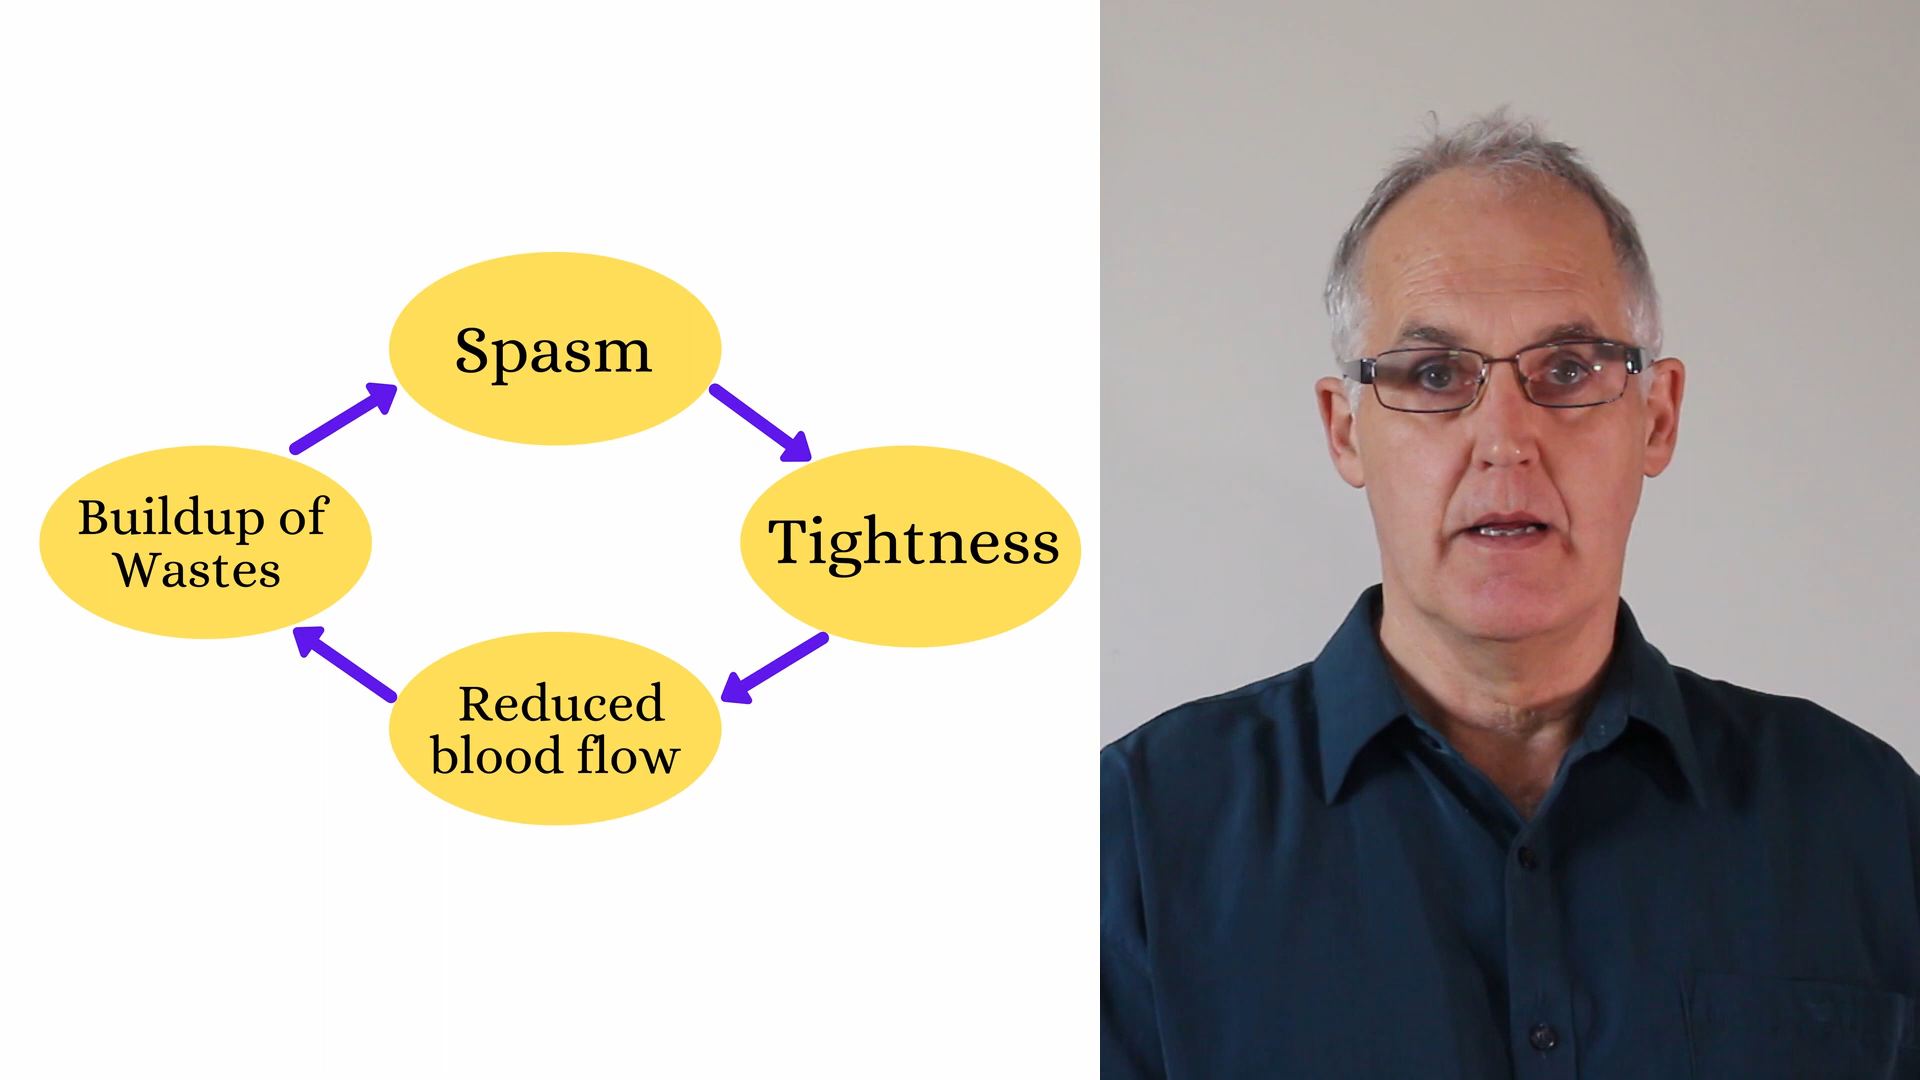 Spasm
Tightness
Reduced
blood flow
Buildup of
Wastes